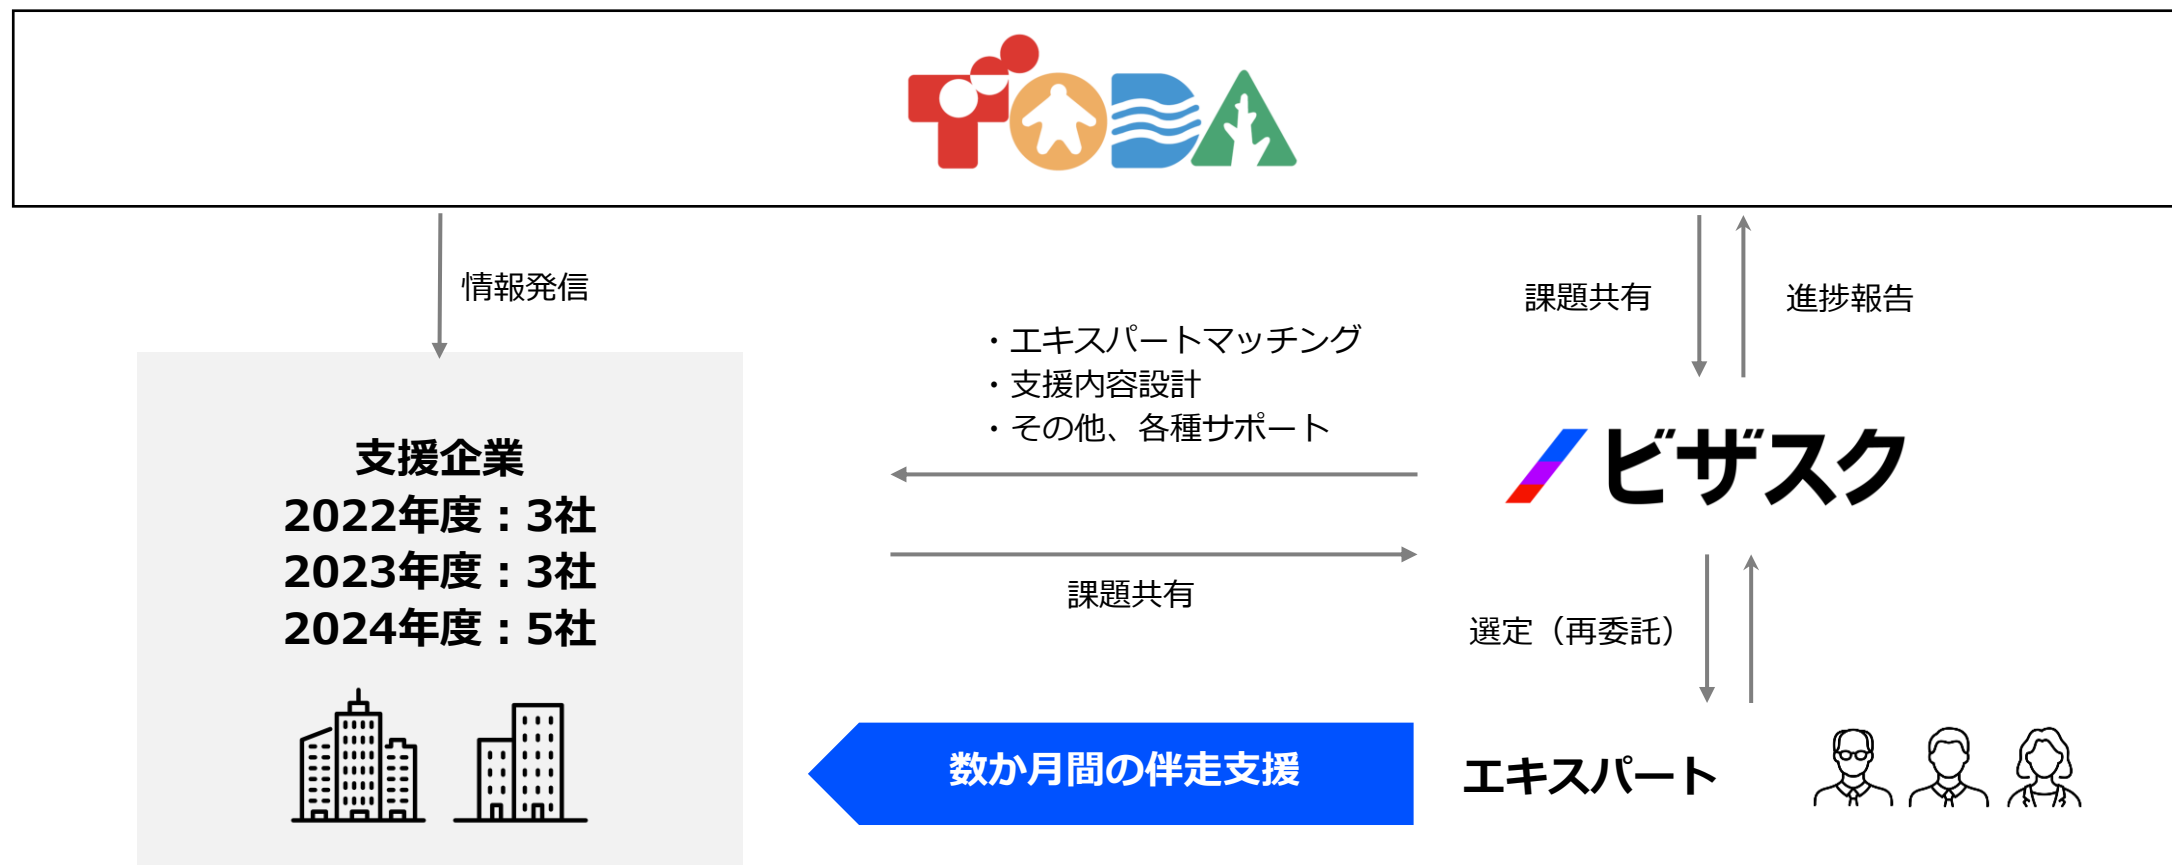 TODA
情報発信
課題共有
進捗報告
・エキスパートマッチング
・支援内容設計
・その他、各種サポート
支援企業
2022年度：3社
2023年度：3社
2024年度：5社
ビザスク
課題共有
選定（再委託）
数か月間の伴走支援
エキスパート